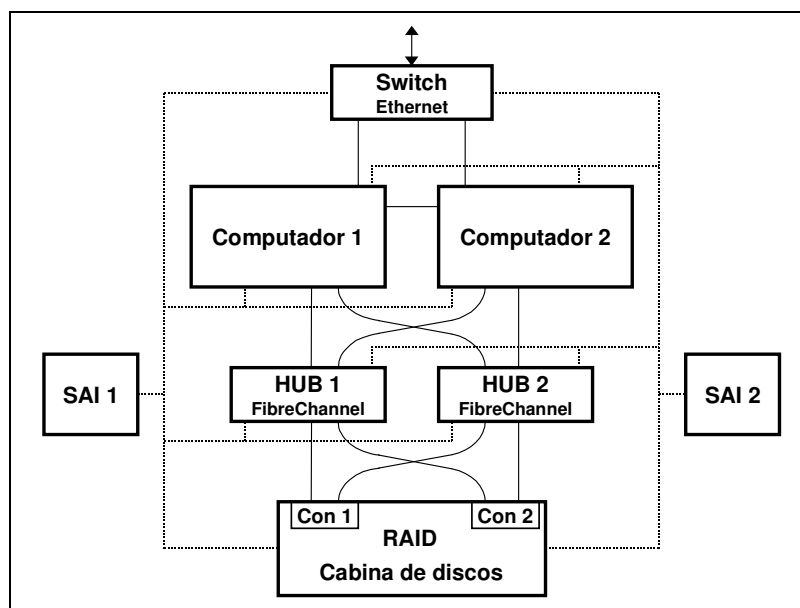 Switch
Ethernet
Computador 1
Computador 2
SAI 1
HUB 1
FibreChannel
HUB 2
FibreChannel
SAI 2
Con 1
Con 2
RAID
Cabina de discos